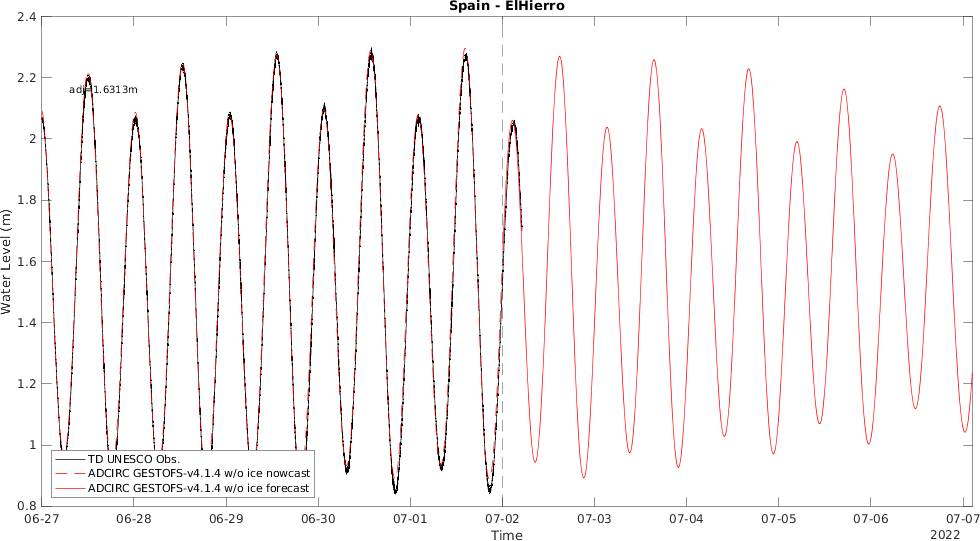 Spain - ElHierro
2.4
2.2
adj=1.6313m
2
1.8
1.6
1.4
1.2
1
0.8
Water Level (m)
TD UNESCO Obs.
ADCIRC GESTOFS-v4.1.4 w/o ice nowcast
ADCIRC GESTOFS-v4.1.4 w/o ice forecast
06-27 06-28 06-29 06-30 07-01 07-02 07-03 07-04 07-05 07-06 07-07
Time
2022